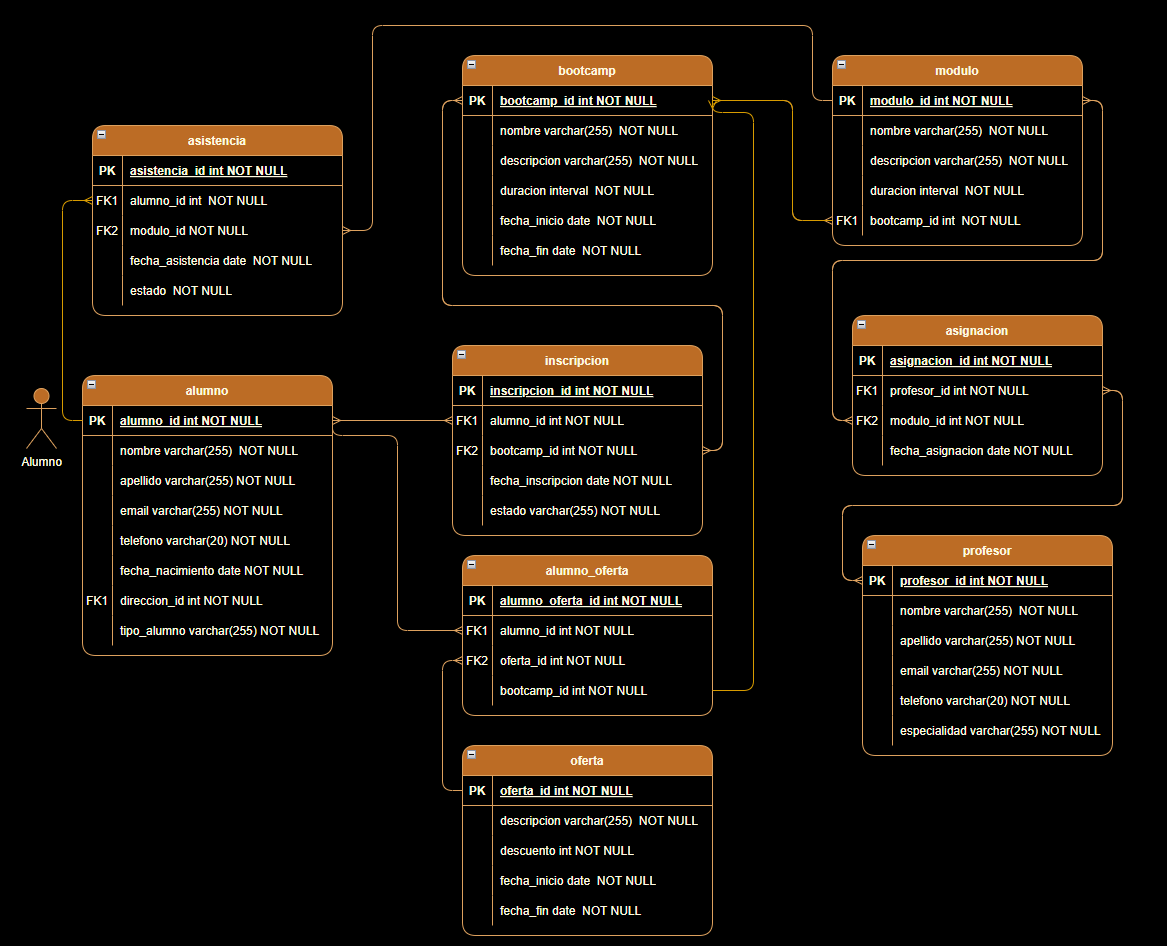 bootcamp
PK bootcamp_id int NOT NULL
nombre varchar(255) NOT NULL
descripcion varchar(255) NOT NULL
duracion interval NOT NULL
fecha_inicio date NOT NULL
fecha_fin date NOT NULL
modulo
PK modulo_id int NOT NULL
nombre varchar(255) NOT NULL
descripcion varchar(255) NOT NULL
duracion interval NOT NULL
FK1 bootcamp_id int NOT NULL
asistencia
PK asistencia_id int NOT NULL
FK1 alumno_id int NOT NULL
FK2 modulo_id NOT NULL
fecha_asistencia date NOT NULL
estado NOT NULL
asignacion
PK asignacion_id int NOT NULL
FK1 profesor_id int NOT NULL
FK2 modulo_id int NOT NULL
fecha_asignacion date NOT NULL
inscripcion
PK inscripcion_id int NOT NULL
FK1 alumno_id int NOT NULL
FK2 bootcamp_id int NOT NULL
fecha_inscripcion date NOT NULL
estado varchar(255) NOT NULL
Alumno
alumno
PK alumno_id int NOT NULL
nombre varchar(255) NOT NULL
apellido varchar(255) NOT NULL
email varchar(255) NOT NULL
telefono varchar(20) NOT NULL
fecha_nacimiento date NOT NULL
FK1 direccion_id int NOT NULL
tipo_alumno varchar(255) NOT NULL
alumno_oferta
PK alumno_oferta_id int NOT NULL
FK1 alumno_id int NOT NULL
FK2 oferta_id int NOT NULL
bootcamp_id int NOT NULL
profesor
PK profesor_id int NOT NULL
nombre varchar(255) NOT NULL
apellido varchar(255) NOT NULL
email varchar(255) NOT NULL
telefono varchar(20) NOT NULL
especialidad varchar(255) NOT NULL
oferta
PK oferta_id int NOT NULL
descripcion varchar(255) NOT NULL
descuento int NOT NULL
fecha_inicio date NOT NULL
fecha_fin date NOT NULL